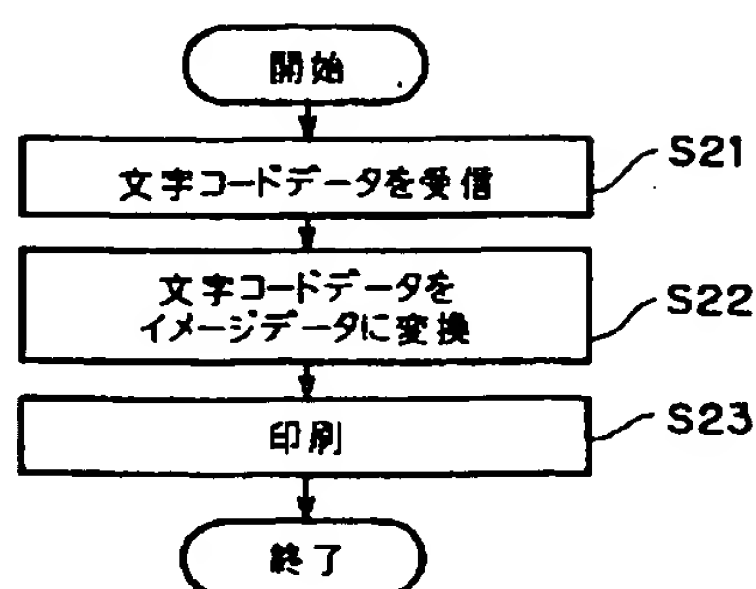 開始
文字コードデータを受信
S21
文字コードデータを
イメージデータに変換
S22
印刷
S23
終了